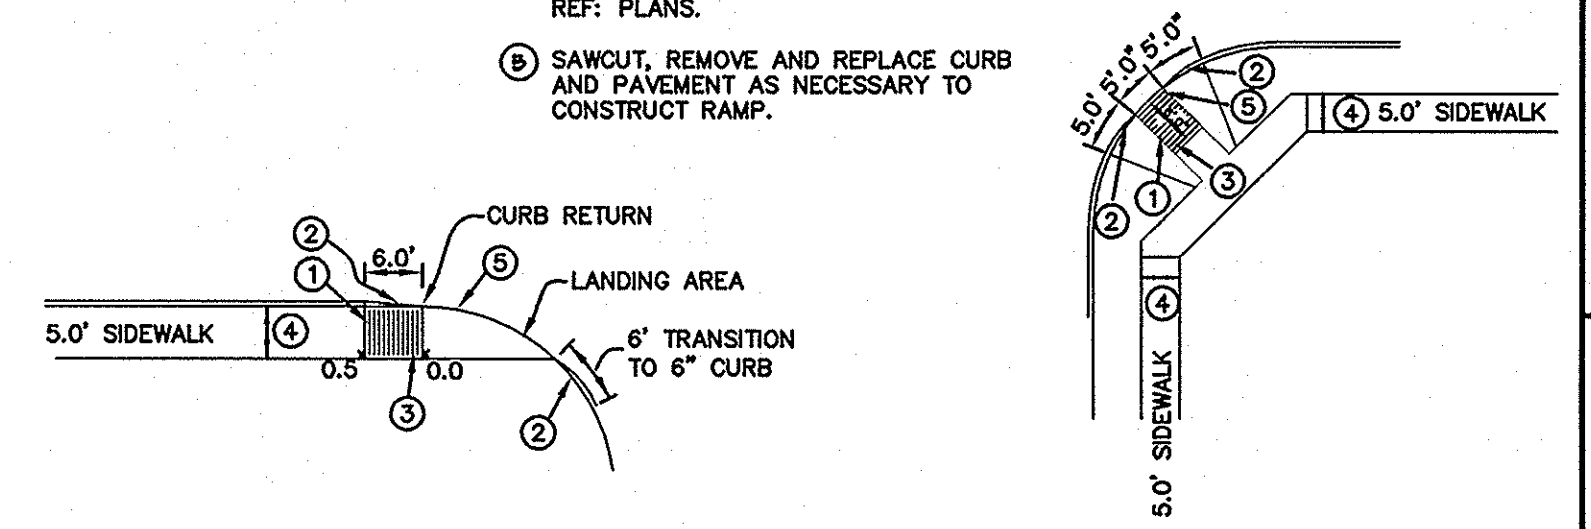 REF: PLANS.
5 SAWCUT, REMOVE AND REPLACE CURB
AND PAVEMENT AS NECESSARY TO
CONSTRUCT RAMP.
2
CURB RETURN
6.0'
1
5
LANDING AREA
5.0' SIDEWALK
4
6' TRANSITION
TO 6" CURB
0.5
0.0
3
2
5.0'
5'.0"
5'.0"
2
5
4
5.0' SIDEWALK
3
1
2
4
5.0' SIDEWALK